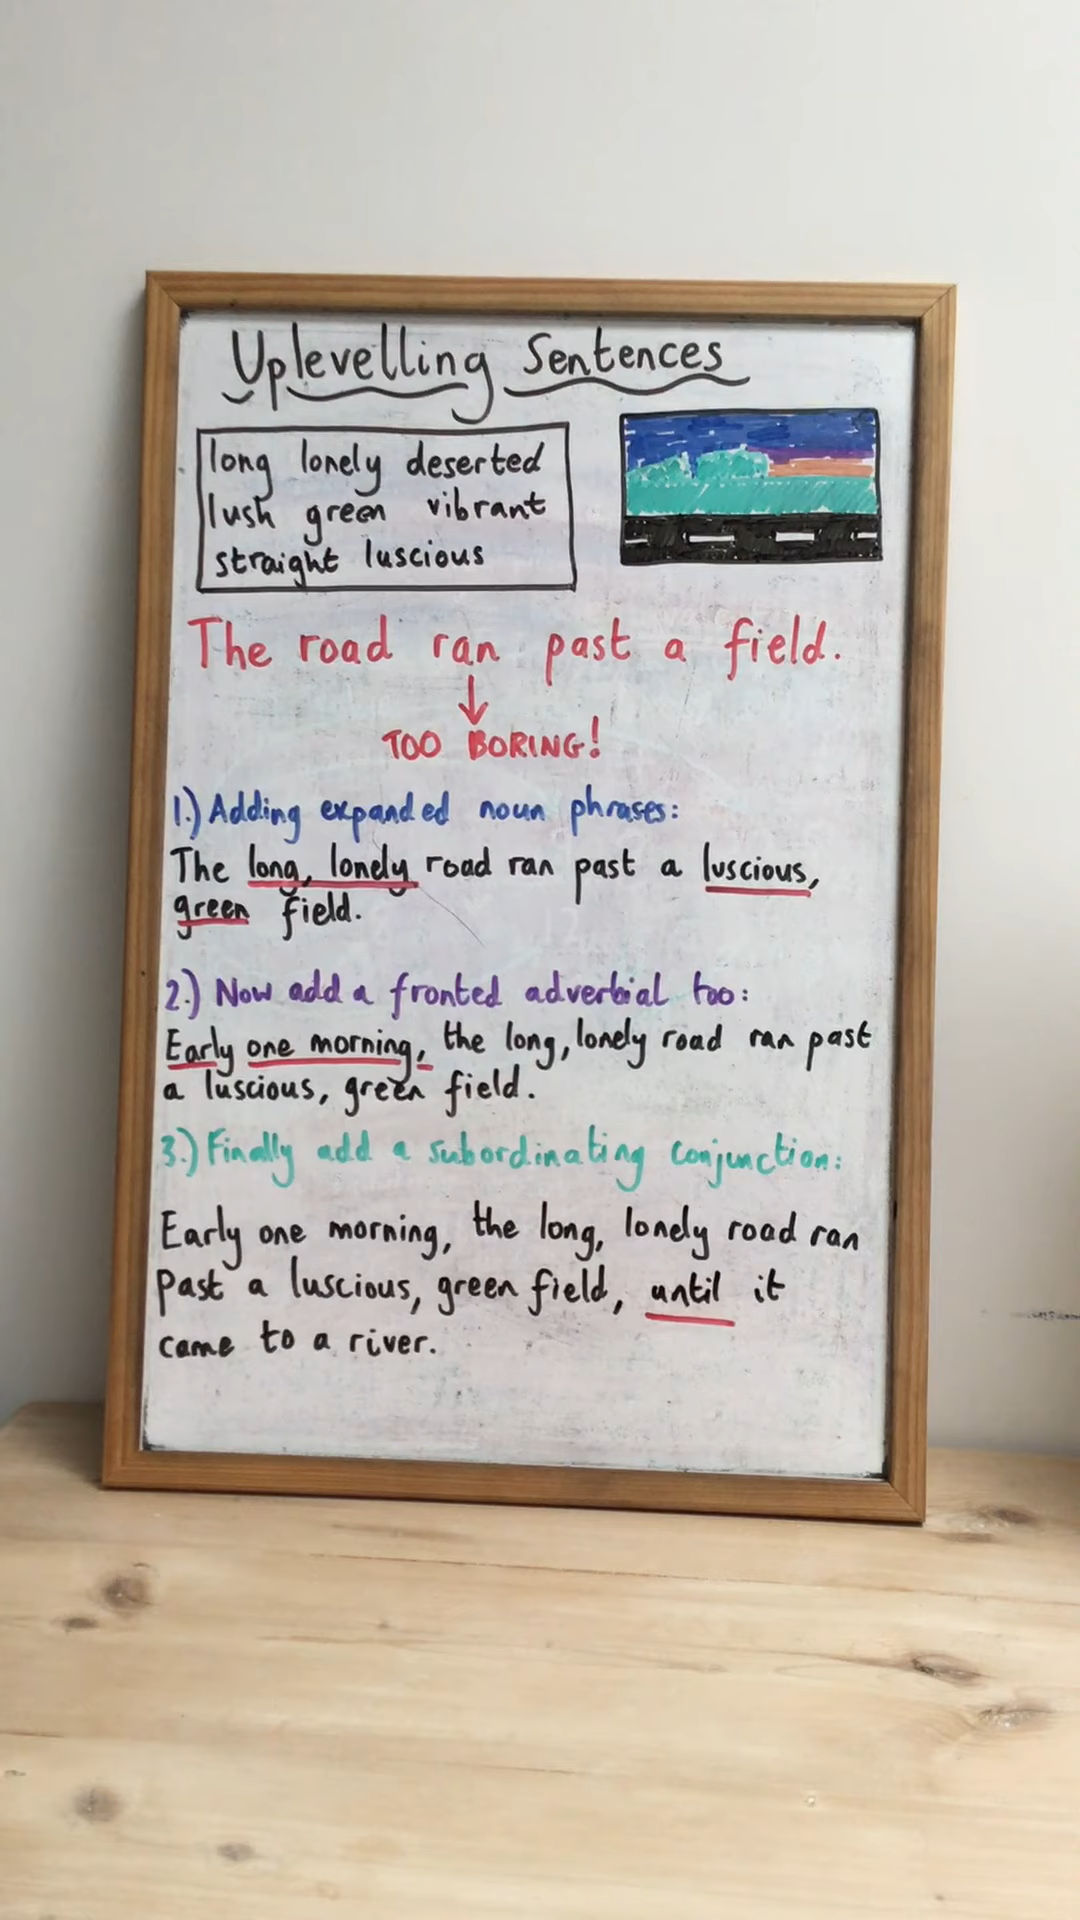 Uplevelling Sentences
long lonely deserted
lush green vibrant
straight luscious
The road ran past a field.
TOO BORING!
1.) Adding expanded noun phrases:
The long, lonely road ran past a luscious,
green field.
2.) Now add a fronted adverbial too:
Early one morning, the long, lonely road ran past
a luscious, green field.
3.) Finally add a subordinating conjunction:
Early one morning, the long, lonely road ran
past a luscious, green field, until it
came to a river.